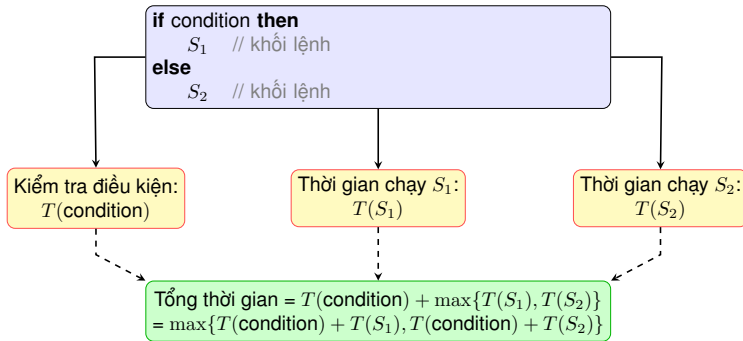 if condition then
S₁ // khối lệnh
else
S₂ // khối lệnh
Kiểm tra điều kiện:
T(condition)
Thời gian chạy S₁:
T(S₁)
Thời gian chạy S₂:
T(S₂)
Tổng thời gian = T(condition) + max{T(S₁), T(S₂)}
= max{T(condition) + T(S₁), T(condition) + T(S₂)}